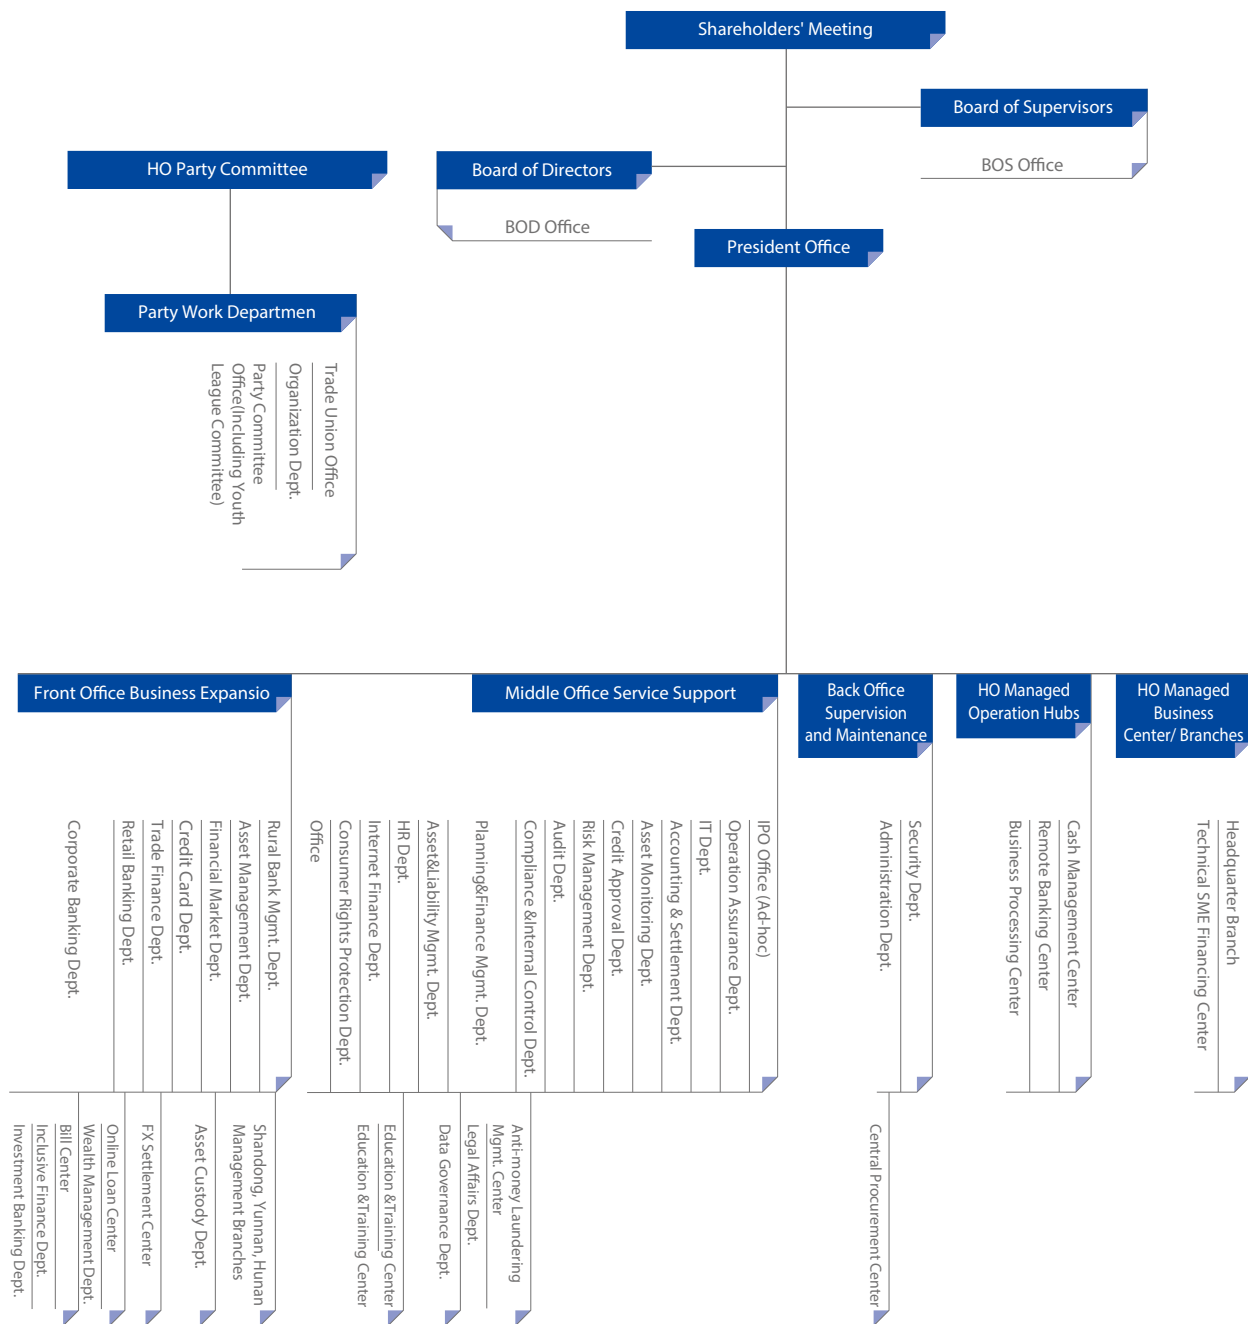 Shareholders' Meeting
Board of Supervisors
BOS Office
HO Party Committee
Board of Directors
BOD Office
President Office
Party Work Departmen
Trade Union Office
Organization Dept.
Party Committee
Office(Including Youth
League Committee)
Front Office Business Expansio
Middle Office Service Support
Back Office
Supervision
and Maintenance
HO Managed
Operation Hubs
HO Managed
Business
Center/ Branches
Corporate Banking Dept.
Retail Banking Dept.
Trade Finance Dept.
Credit Card Dept.
Financial Market Dept.
Asset Management Dept.
Rural Bank Mgmt. Dept.
Office
Consumer Rights Protection Dept.
Internet Finance Dept.
HR Dept.
Asset&Liability Mgmt. Dept.
Planning&Finance Mgmt. Dept.
Compliance &Internal Control Dept.
Audit Dept.
Risk Management Dept.
Credit Approval Dept.
Asset Monitoring Dept.
Accounting & Settlement Dept.
IT Dept.
Operation Assurance Dept.
IPO Office (Ad-hoc)
Administration Dept.
Security Dept.
Business Processing Center
Remote Banking Center
Cash Management Center
Technical SME Financing Center
Headquarter Branch
Investment Banking Dept.
Inclusive Finance Dept.
Bill Center
Wealth Management Dept.
Online Loan Center
FX Settlement Center
Asset Custody Dept.
Shandong, Yunnan, Hunan
Management Branches
Education &Training Center
Education &Training Center
Data Governance Dept.
Legal Affairs Dept.
Anti-money Laundering
Mgmt. Center
Central Procurement Center